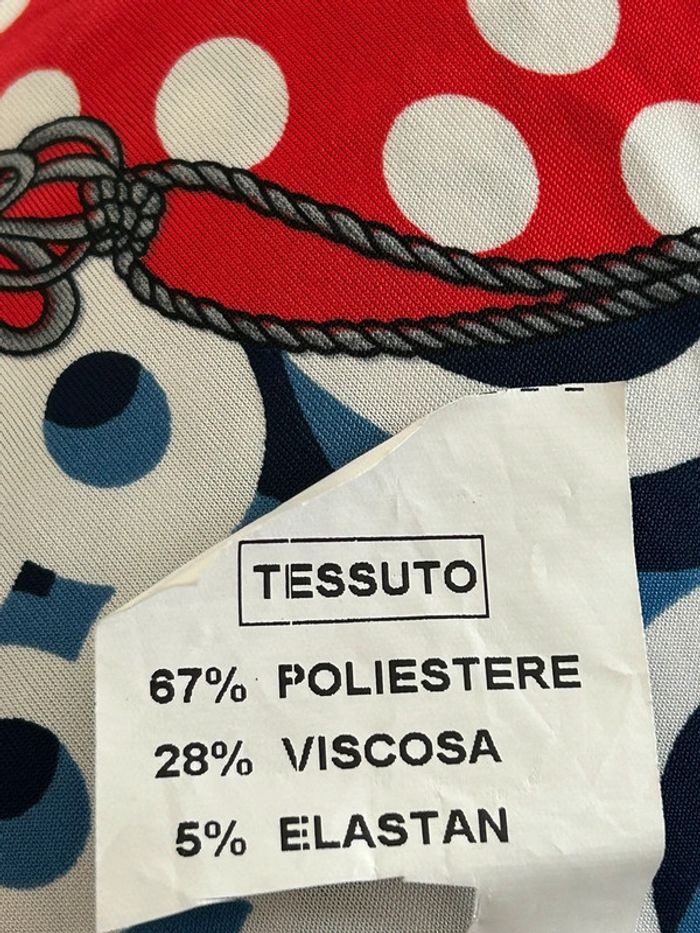 TESSUTO
67% POLIESTERE
28% VISCOSA
5% ELASTAN